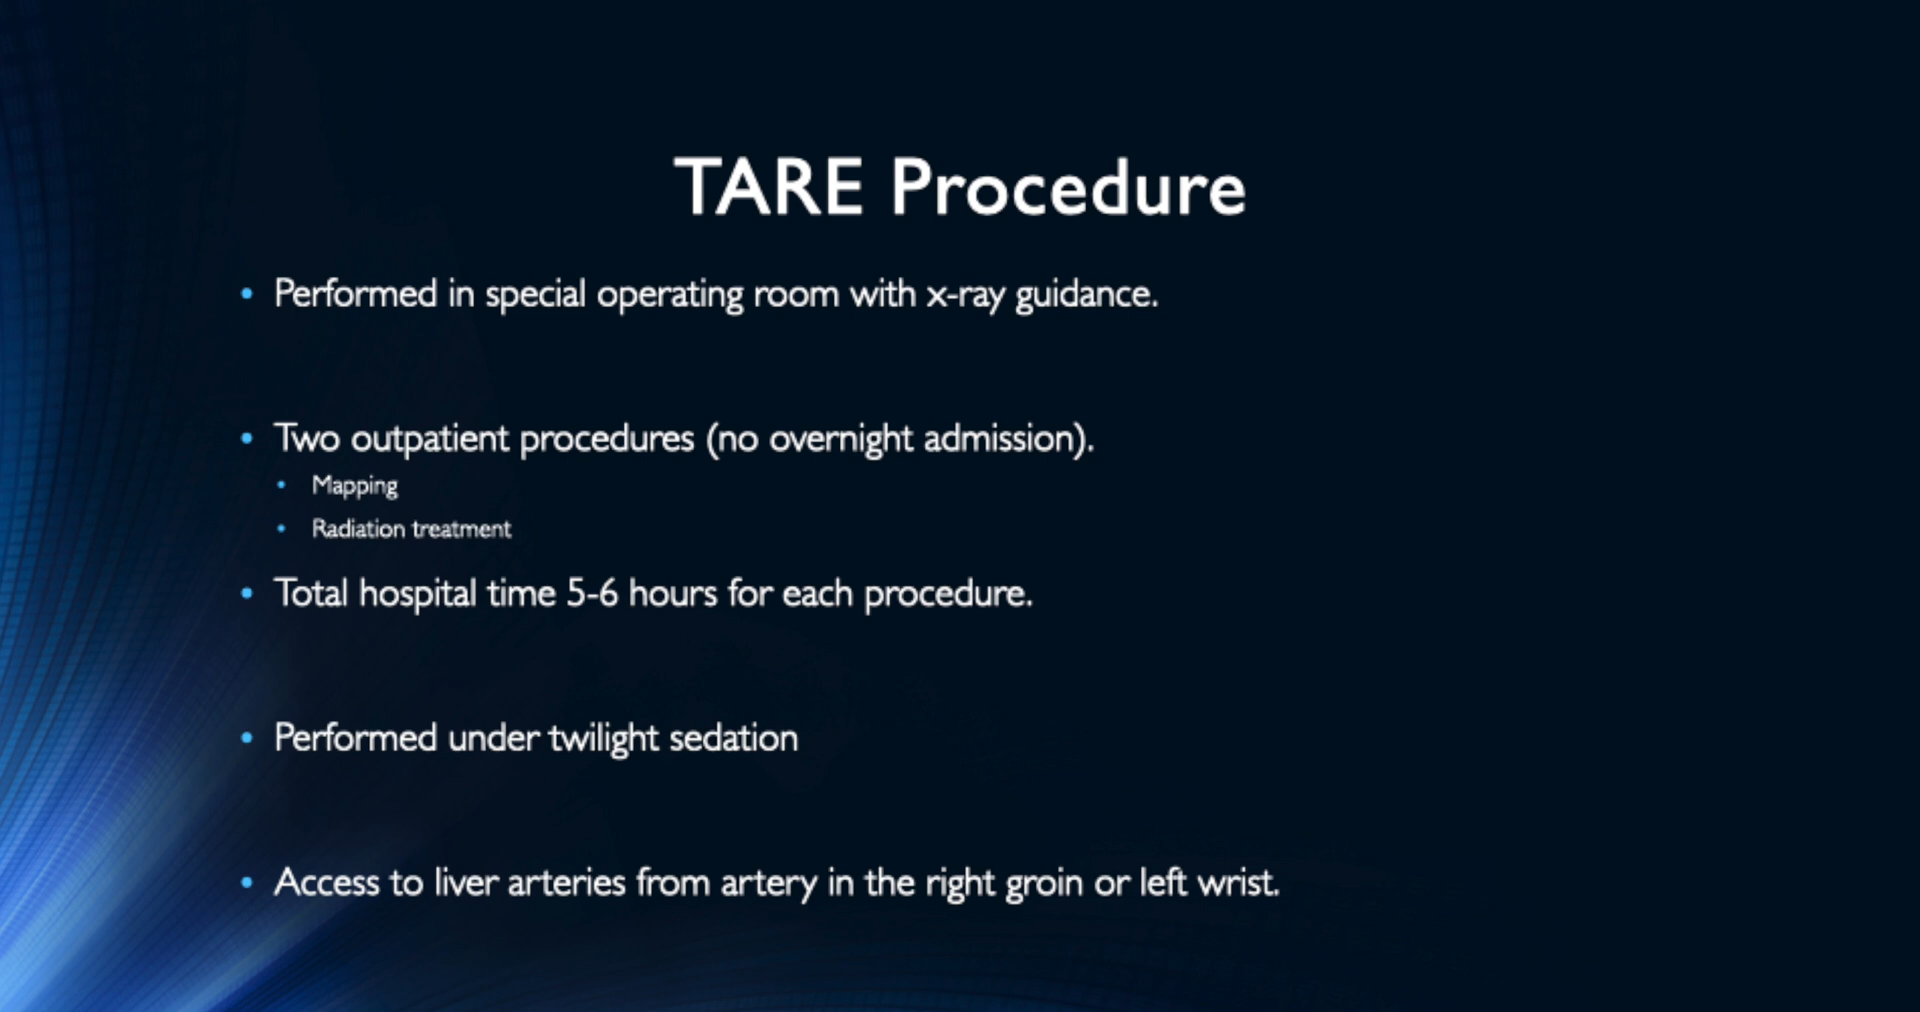 TARE Procedure
• Performed in special operating room with x-ray guidance.
• Two outpatient procedures (no overnight admission).
• Mapping
• Radiation treatment
• Total hospital time 5-6 hours for each procedure.
• Performed under twilight sedation
• Access to liver arteries from artery in the right groin or left wrist.